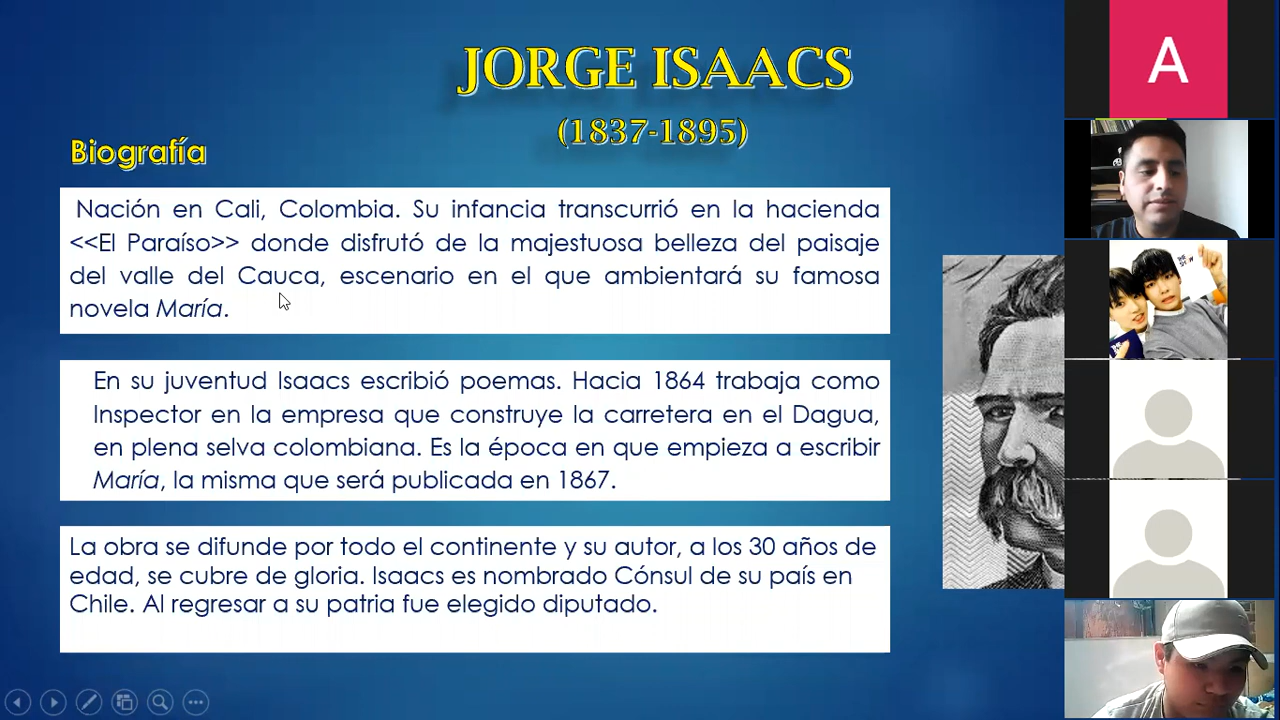 JORGE ISAACS
(1837-1895)
Biografía
Nación en Cali, Colombia. Su infancia transcurrió en la hacienda
<<El Paraíso>> donde disfrutó de la majestuosa belleza del paisaje
del valle del Cauca, escenario en el que ambientará su famosa
novela María.
En su juventud Isaacs escribió poemas. Hacia 1864 trabaja como
Inspector en la empresa que construye la carretera en el Dagua,
en plena selva colombiana. Es la época en que empieza a escribir
María, la misma que será publicada en 1867.
La obra se difunde por todo el continente y su autor, a los 30 años de
edad, se cubre de gloria. Isaacs es nombrado Cónsul de su país en
Chile. Al regresar a su patria fue elegido diputado.
A